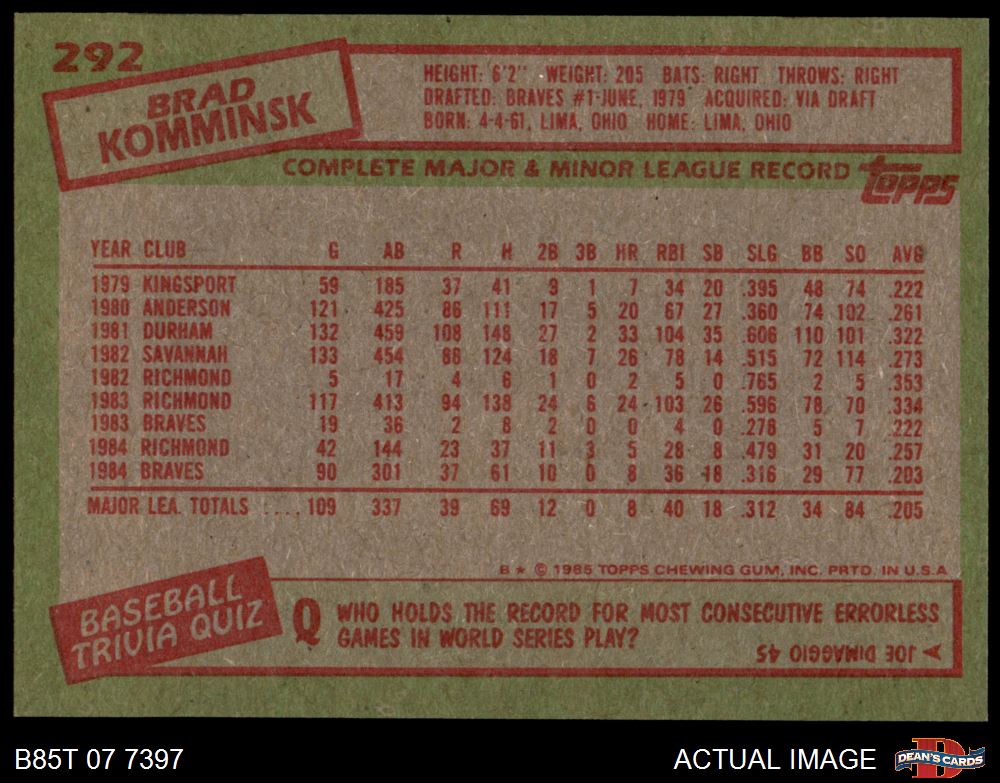 292
BRAD
KOMMINSK
HEIGHT: 6'2" WEIGHT: 205 BATS: RIGHT THROWS: RIGHT
DRAFTED: BRAVES #1-JUNE, 1979 ACQUIRED: VIA DRAFT
BORN: 4-4-61, LIMA, OHIO HOME: LIMA, OHIO
COMPLETE MAJOR & MINOR LEAGUE RECORD
topps
YEAR CLUB G AB R H 2B 3B HR RBI SB SLG BB SO AVG
1979 KINGSPORT 59 185 37 41 9 1 7 34 20 .395 48 74 .222
1980 ANDERSON 121 425 86 111 17 5 20 67 27 .360 74 102 .261
1981 DURHAM 132 459 108 148 27 2 33 104 35 .606 110 101 .322
1982 SAVANNAH 133 454 88 124 18 7 26 78 14 .515 72 114 .273
1982 RICHMOND 5 17 4 6 1 0 2 5 0 .765 2 5 .353
1983 RICHMOND 117 413 94 138 24 6 24 103 26 .596 78 70 .334
1983 BRAVES 19 36 2 8 2 0 0 4 0 .278 5 7 .222
1984 RICHMOND 42 144 23 37 11 3 5 28 8 .479 31 20 .257
1984 BRAVES 90 301 37 61 10 0 8 36 18 .316 29 77 .203
MAJOR LEA. TOTALS .... 109 337 39 69 12 0 8 40 18 .312 34 84 .205
B * © 1985 TOPPS CHEWING GUM, INC. PRTD. IN U.S.A
BASEBALL
TRIVIA QUIZ
Q WHO HOLDS THE RECORD FOR MOST CONSECUTIVE ERRORLESS
GAMES IN WORLD SERIES PLAY?
JOE DIMAGGIO 45
B85T 07 7397
ACTUAL IMAGE
DEAN'S CARDS